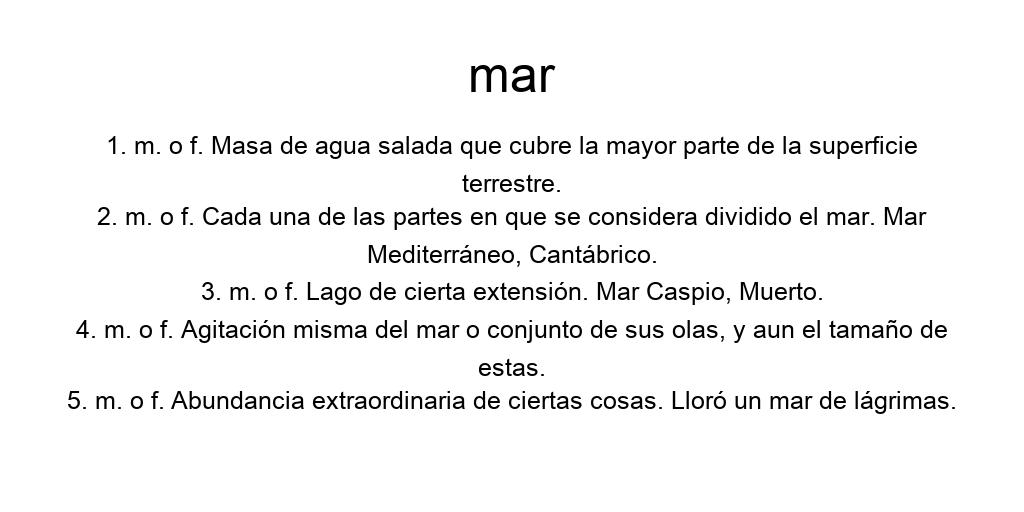 mar
1. m. o f. Masa de agua salada que cubre la mayor parte de la superficie
terrestre.
2. m. o f. Cada una de las partes en que se considera dividido el mar. Mar
Mediterráneo, Cantábrico.
3. m. o f. Lago de cierta extensión. Mar Caspio, Muerto.
4. m. o f. Agitación misma del mar o conjunto de sus olas, y aun el tamaño de
estas.
5. m. o f. Abundancia extraordinaria de ciertas cosas. Lloró un mar de lágrimas.